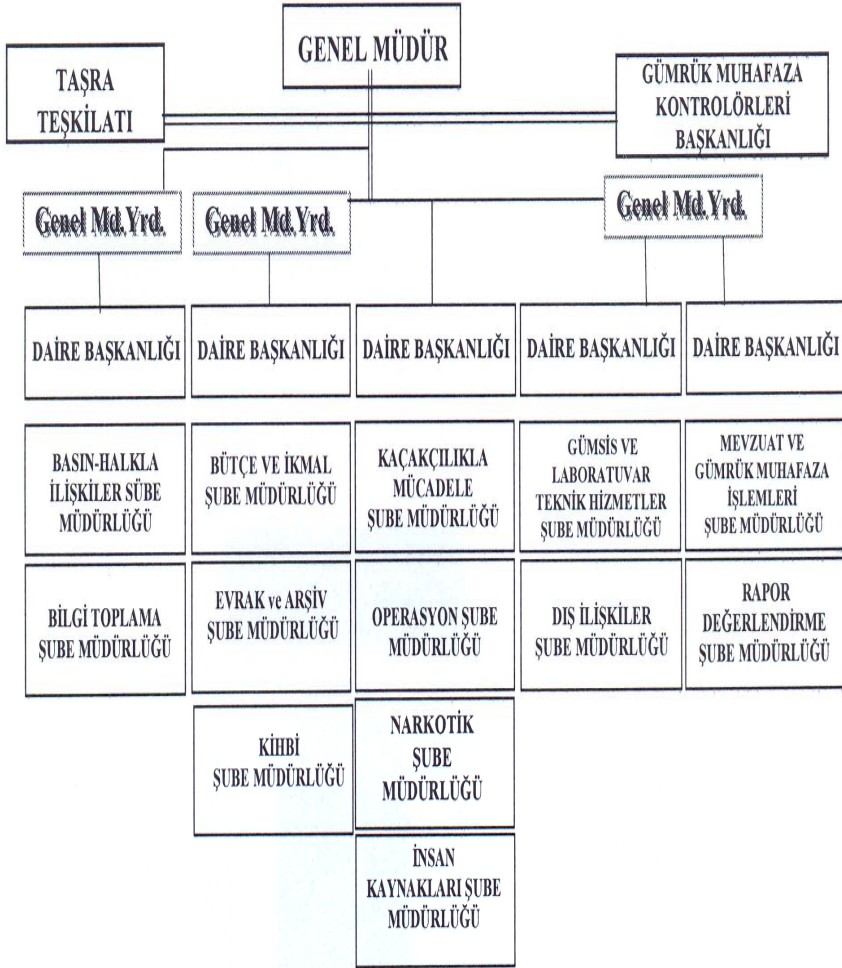 GENEL MÜDÜR
TAŞRA
TEŞKİLATI
GÜMRÜK MUHAFAZA
KONTROLÖRLERİ
BAŞKANLIĞI
Genel Md.Yrd.
Genel Md.Yrd.
Genel Md.Yrd.
DAİRE BAŞKANLIĞI
DAİRE BAŞKANLIĞI
DAİRE BAŞKANLIĞI
DAİRE BAŞKANLIĞI
DAİRE BAŞKANLIĞI
BASIN-HALKLA
İLİŞKİLER SÜBE
MÜDÜRLÜĞÜ
BÜTÇE VE İKMAL
ŞUBE MÜDÜRLÜĞÜ
KAÇAKÇILIKLA
MÜCADELE
ŞUBE MÜDÜRLÜĞÜ
GÜMSİS VE
LABORATUVAR
TEKNİK HİZMETLER
ŞUBE MÜDÜRLÜĞÜ
MEVZUAT VE
GÜMRÜK MUHAFAZA
İŞLEMLERİ
ŞUBE MÜDÜRLÜĞÜ
BİLGİ TOPLAMA
ŞUBE MÜDÜRLÜĞÜ
EVRAK ve ARŞİV
ŞUBE MÜDÜRLÜĞÜ
OPERASYON ŞUBE
MÜDÜRLÜĞÜ
DIŞ İLİŞKİLER
ŞUBE MÜDÜRLÜĞÜ
RAPOR
DEĞERLENDİRME
ŞUBE MÜDÜRLÜĞÜ
KİHBİ
ŞUBE MÜDÜRLÜĞÜ
NARKOTİK
ŞUBE
MÜDÜRLÜĞÜ
İNSAN
KAYNAKLARI ŞUBE
MÜDÜRLÜĞÜ